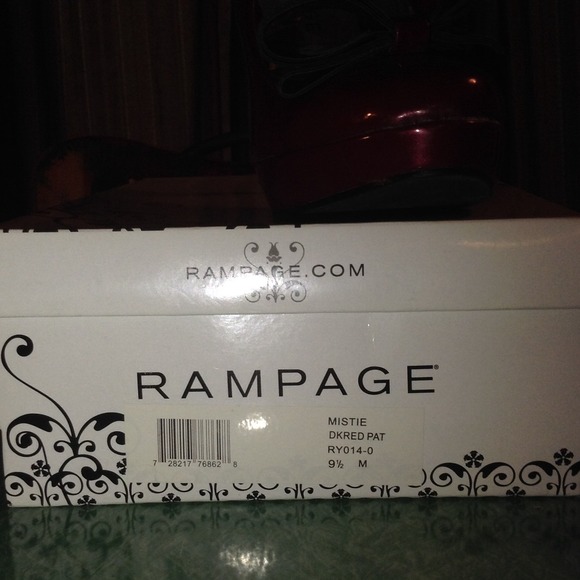 RAMPAGE.COM
RAMPAGE®
MISTIE
DKRED PAT
RY014-0
9½ M
7 28217 76862 8